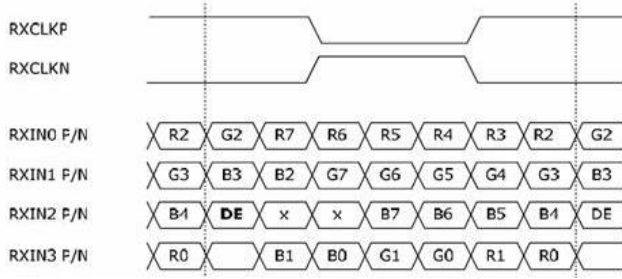 RXCLKP
RXCLKN
RXIN0 P/N R2 G2 R7 R6 R5 R4 R3 R2 G2
RXIN1 P/N G3 B3 B2 G7 G6 G5 G4 G3 B3
RXIN2 P/N B4 DE x x B7 B6 B5 B4 DE
RXIN3 P/N R0 B1 B0 G1 G0 R1 R0